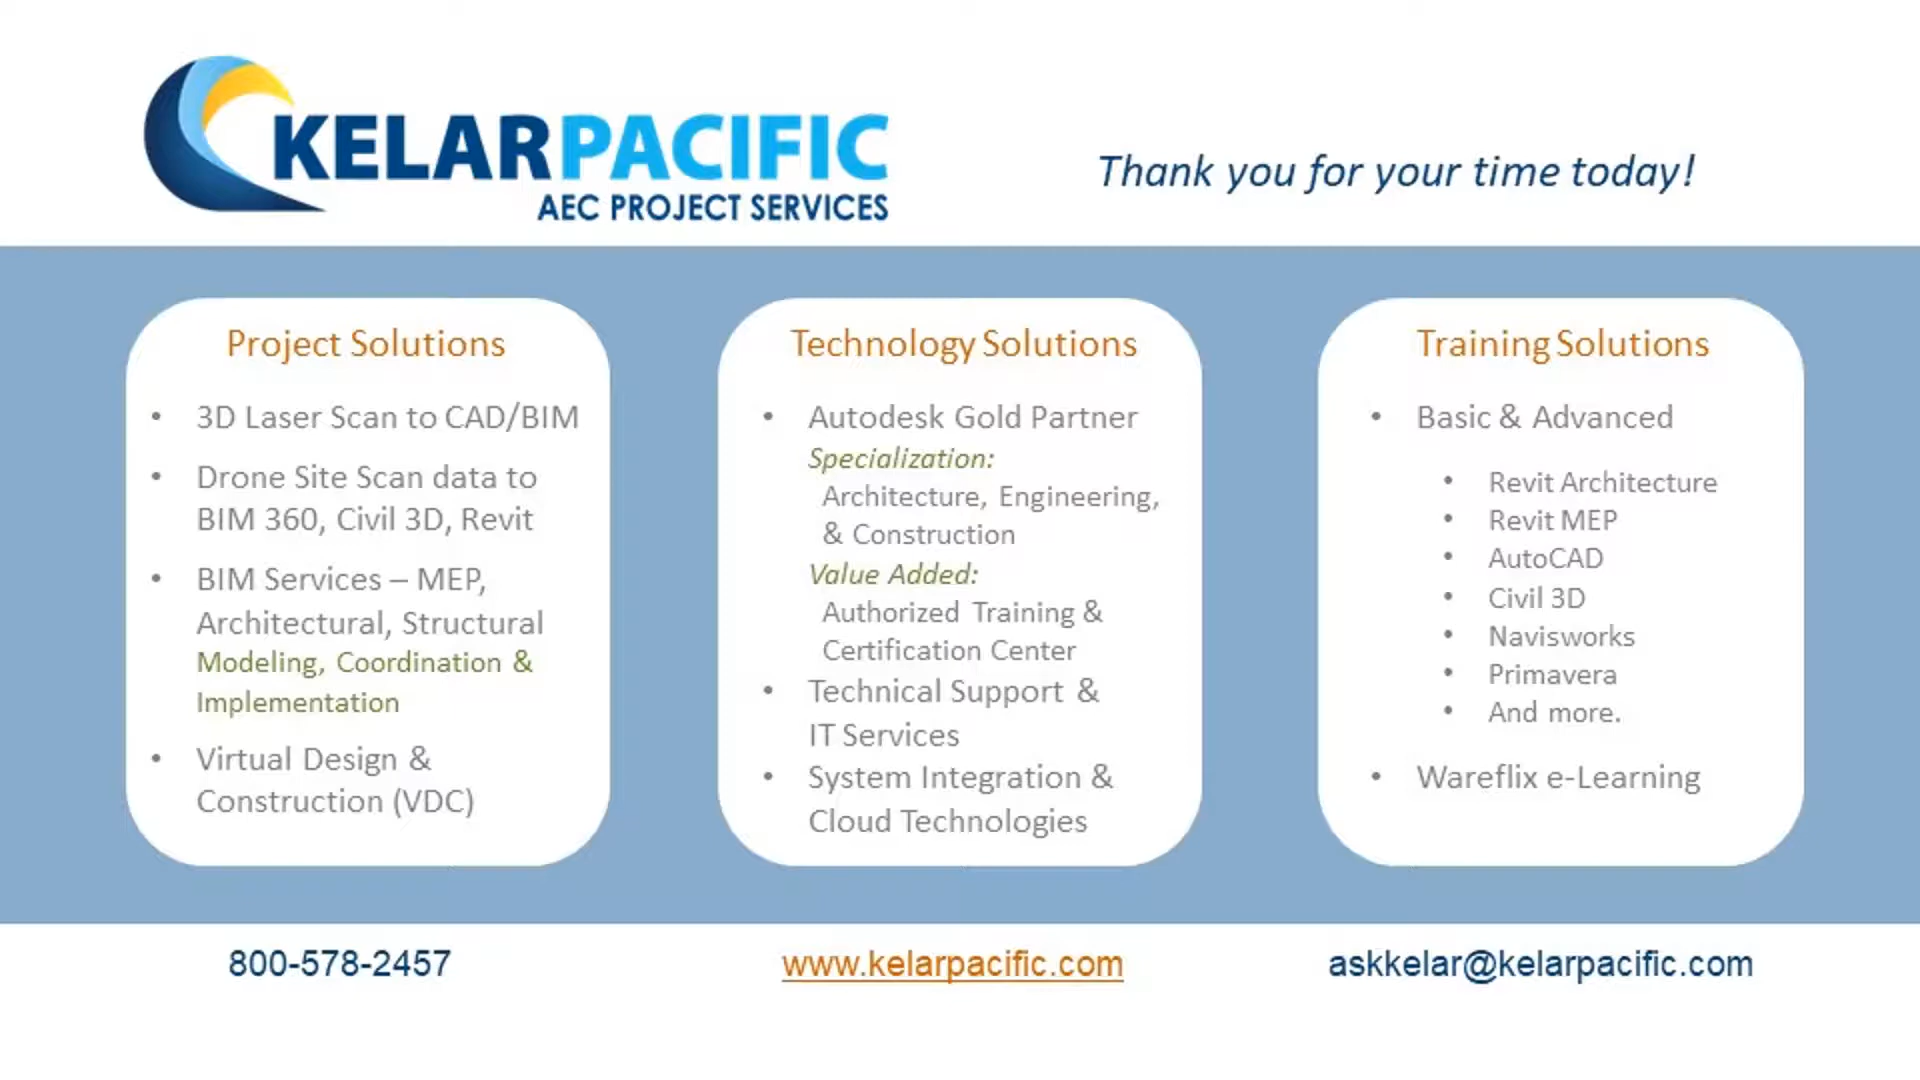 KELARPACIFIC
AEC PROJECT SERVICES
Thank you for your time today!
Project Solutions
• 3D Laser Scan to CAD/BIM
• Drone Site Scan data to
BIM 360, Civil 3D, Revit
• BIM Services – MEP,
Architectural, Structural
Modeling, Coordination &
Implementation
• Virtual Design &
Construction (VDC)
Technology Solutions
• Autodesk Gold Partner
Specialization:
Architecture, Engineering,
& Construction
Value Added:
Authorized Training &
Certification Center
• Technical Support &
IT Services
• System Integration &
Cloud Technologies
Training Solutions
• Basic & Advanced
• Revit Architecture
• Revit MEP
• AutoCAD
• Civil 3D
• Navisworks
• Primavera
• And more.
• Wareflix e-Learning
800-578-2457
www.kelarpacific.com
askkelar@kelarpacific.com